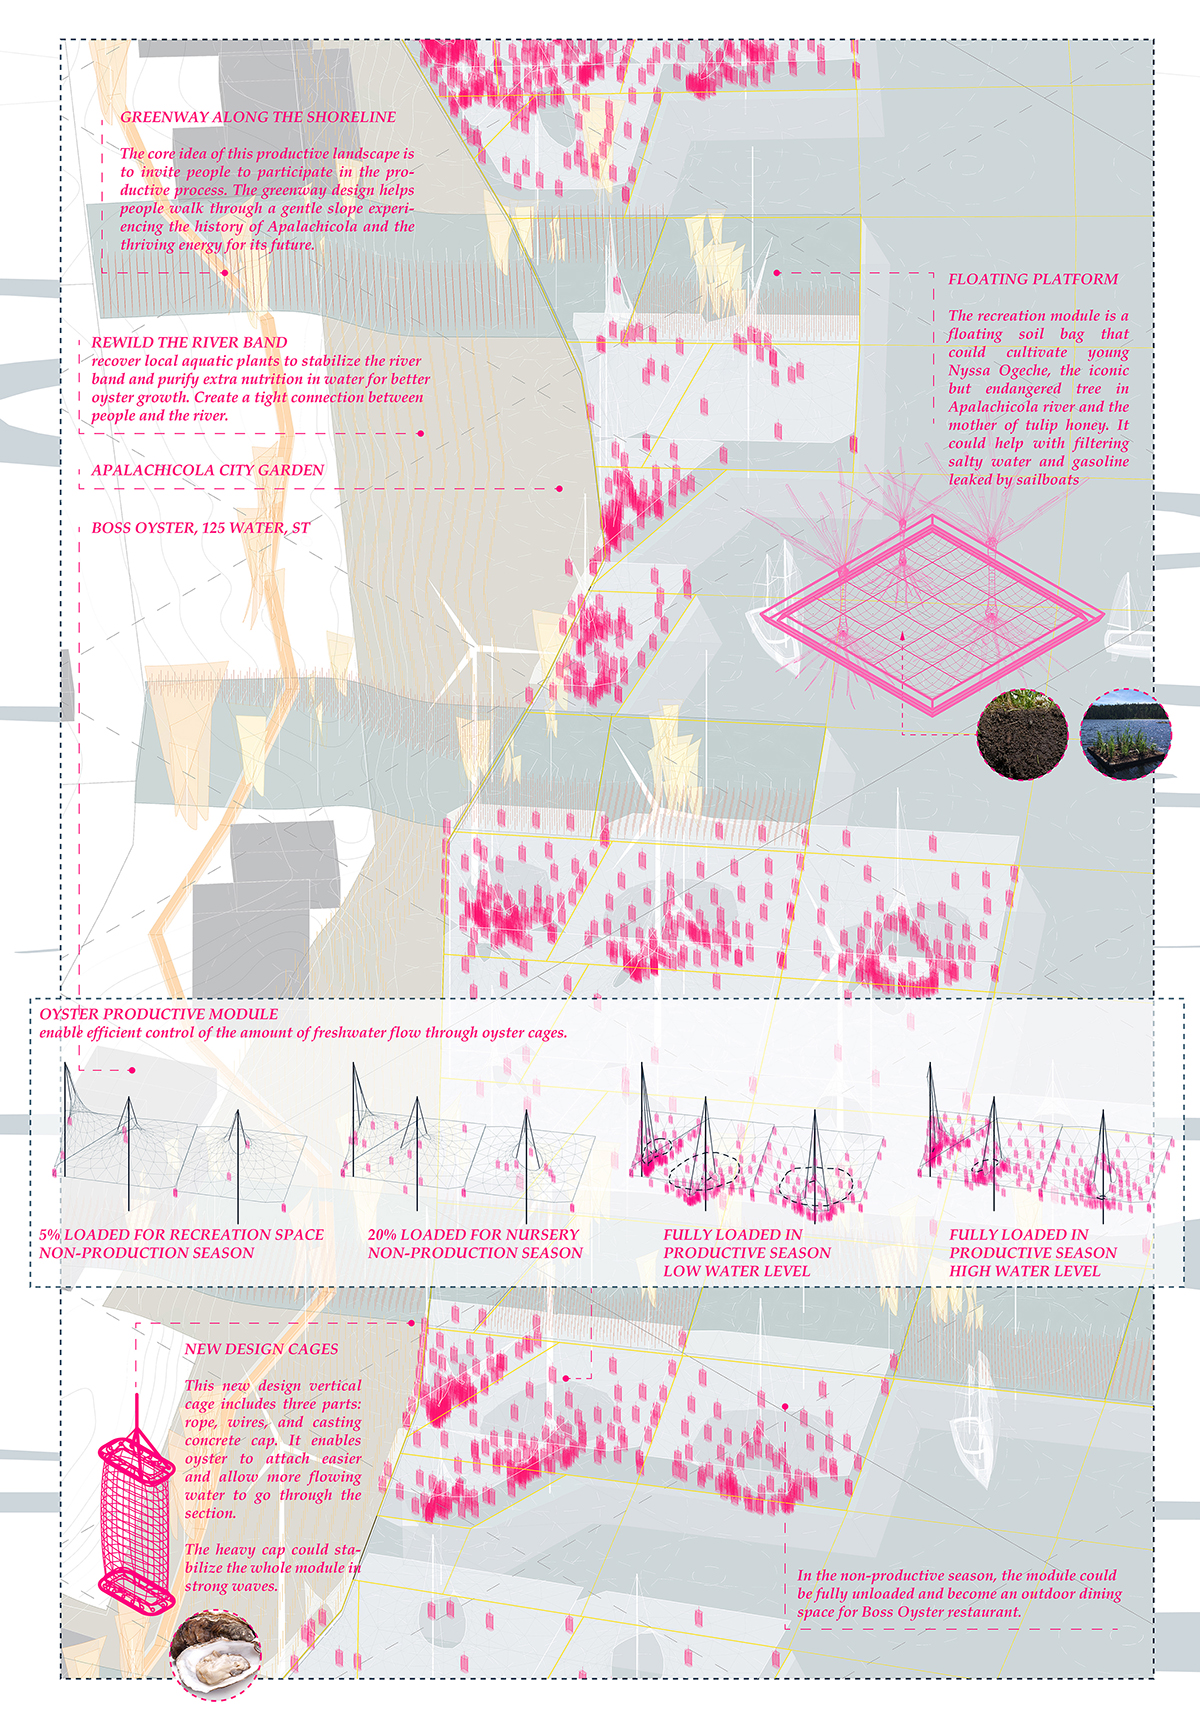 GREENWAY ALONG THE SHORELINE
The core idea of this productive landscape is
to invite people to participate in the pro-
ductive process. The greenway design helps
people walk through a gentle slope experi-
encing the history of Apalachicola and the
thriving energy for its future.
REWILD THE RIVER BAND
recover local aquatic plants to stabilize the river
band and purify extra nutrition in water for better
oyster growth. Create a tight connection between
people and the river.
APALACHICOLA CITY GARDEN
BOSS OYSTER, 125 WATER, ST
FLOATING PLATFORM
The recreation module is a
floating soil bag that
could cultivate young
Nyssa Ogeche, the iconic
but endangered tree in
Apalachicola river and the
mother of tulip honey. It
could help with filtering
salty water and gasoline
leaked by sailboats
OYSTER PRODUCTIVE MODULE
enable efficient control of the amount of freshwater flow through oyster cages.
5% LOADED FOR RECREATION SPACE
NON-PRODUCTION SEASON
20% LOADED FOR NURSERY
NON-PRODUCTION SEASON
FULLY LOADED IN
PRODUCTIVE SEASON
LOW WATER LEVEL
FULLY LOADED IN
PRODUCTIVE SEASON
HIGH WATER LEVEL
NEW DESIGN CAGES
This new design vertical
cage includes three parts:
rope, wires, and casting
concrete cap. It enables
oyster to attach easier
and allow more flowing
water to go through the
section.
The heavy cap could sta-
bilize the whole module in
strong waves.
In the non-productive season, the module could
be fully unloaded and become an outdoor dining
space for Boss Oyster restaurant.